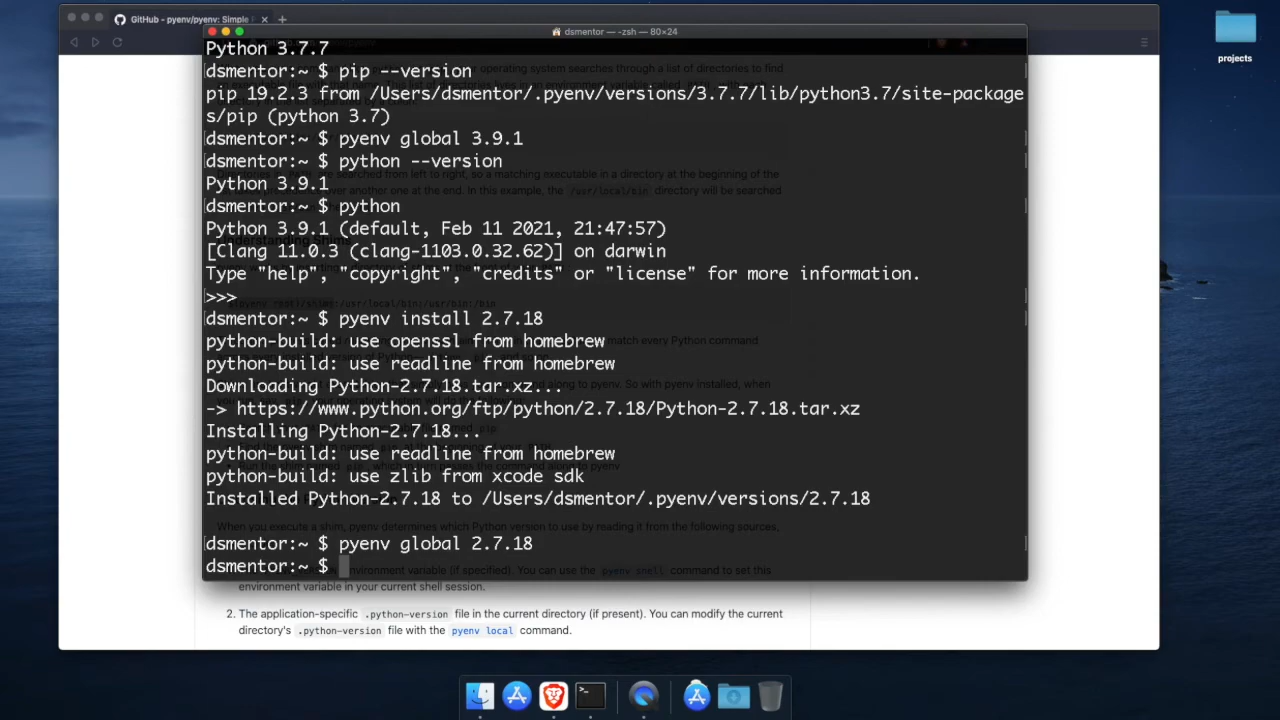 GitHub - pyenv/pyenv: Simple
dsmentor — -zsh — 80×24
projects
Python 3.7.7
dsmentor:~ $ pip --version
pip 19.2.3 from /Users/dsmentor/.pyenv/versions/3.7.7/lib/python3.7/site-package
s/pip (python 3.7)
dsmentor:~ $ pyenv global 3.9.1
dsmentor:~ $ python --version
Python 3.9.1
dsmentor:~ $ python
Python 3.9.1 (default, Feb 11 2021, 21:47:57)
[Clang 11.0.3 (clang-1103.0.32.62)] on darwin
Type "help", "copyright", "credits" or "license" for more information.
>>>
dsmentor:~ $ pyenv install 2.7.18
python-build: use openssl from homebrew
python-build: use readline from homebrew
Downloading Python-2.7.18.tar.xz...
-> https://www.python.org/ftp/python/2.7.18/Python-2.7.18.tar.xz
Installing Python-2.7.18...
python-build: use readline from homebrew
python-build: use zlib from xcode sdk
Installed Python-2.7.18 to /Users/dsmentor/.pyenv/versions/2.7.18
dsmentor:~ $ pyenv global 2.7.18
dsmentor:~ $
environment variable in your current shell session.
2. The application-specific .python-version file in the current directory (if present). You can modify the current
directory's .python-version file with the pyenv local command.